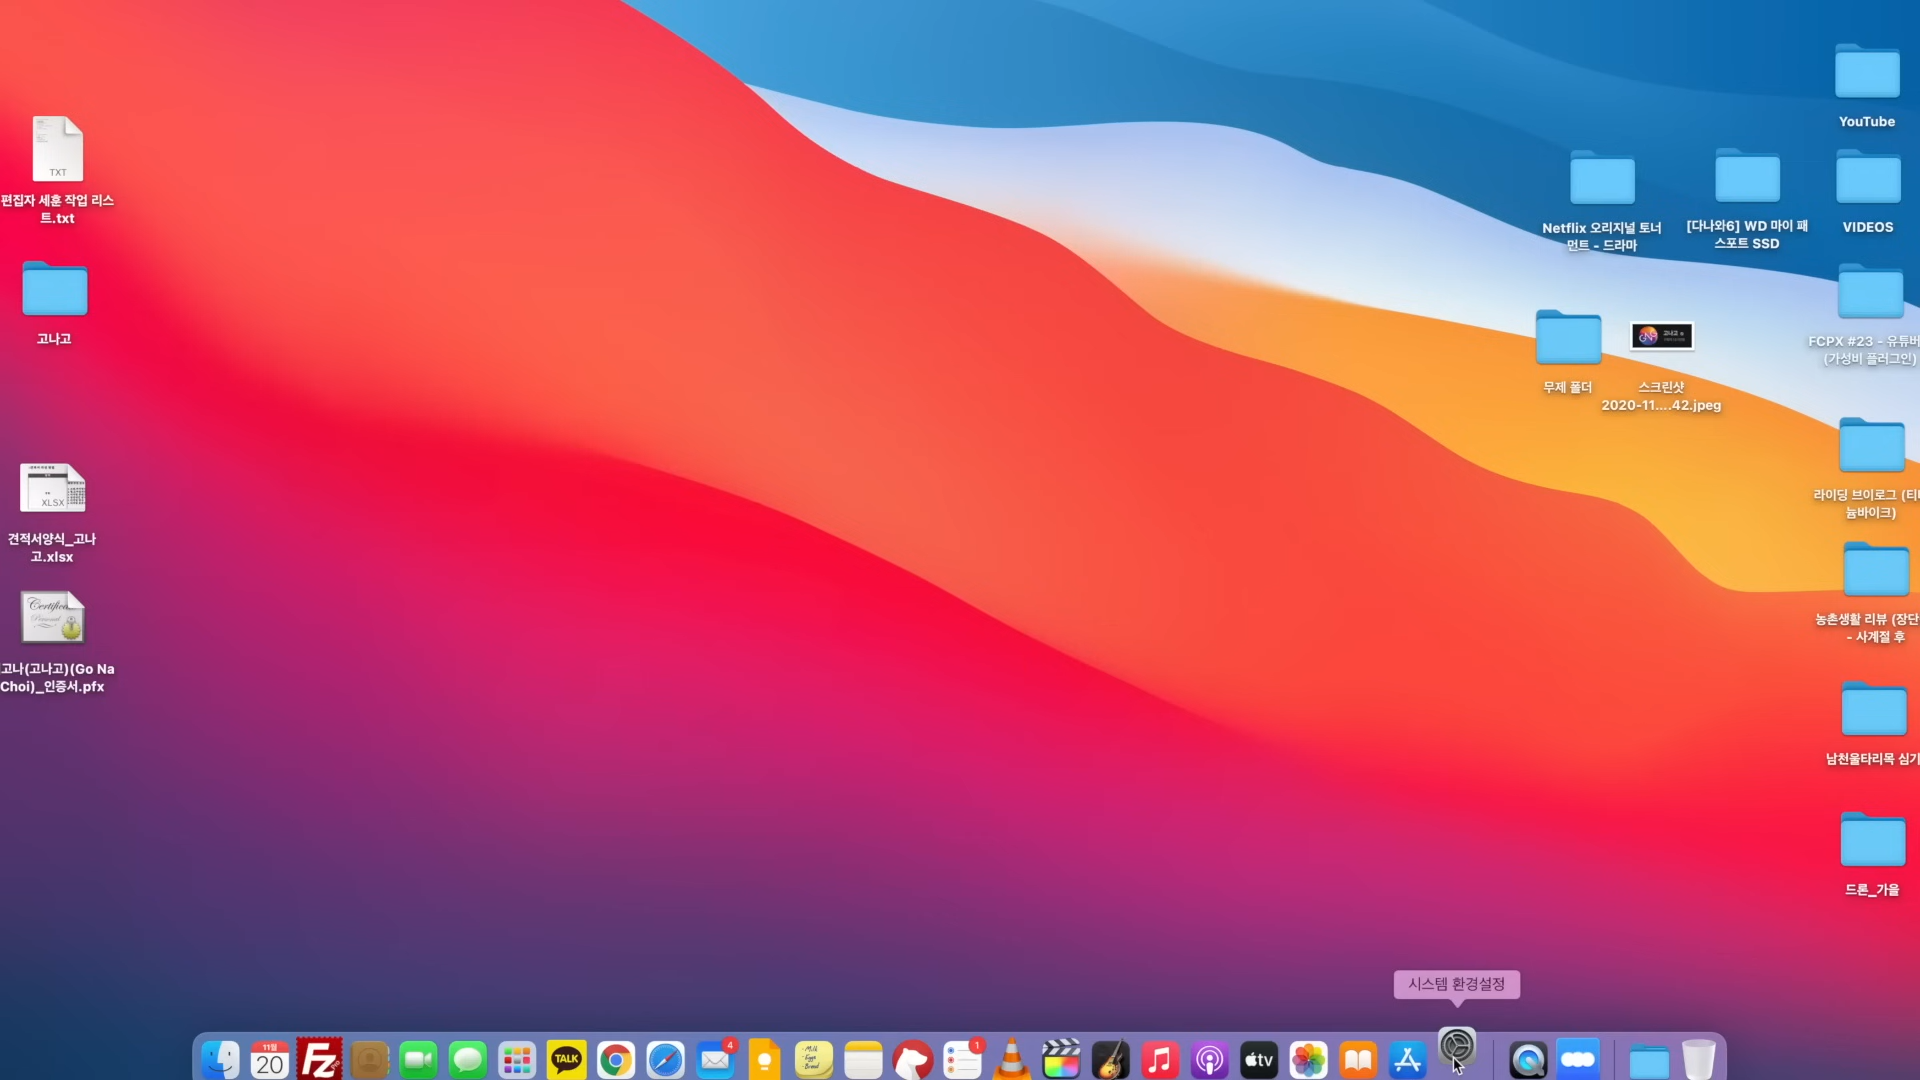 YouTube
TXT
편집자 세훈 작업 리스
트.txt
Netflix 오리지널 토너
먼트 - 드라마
[다나와6] WD 마이 패
스포트 SSD
VIDEOS
고나고
무제 폴더
스크린샷
2020-11....42.jpeg
FCPX #23 - 유튜버
(가성비 플러그인)
XLSX
견적서양식_고나
고.xlsx
라이딩 브이로그 (티
늄바이크)
농촌생활 리뷰 (장단
- 사계절 후
고나(고나고)(Go Na
Choi)_인증서.pfx
남천울타리목 심기
드론_가을
시스템 환경설정
11월
20
Fz
TALK
4
1
tv